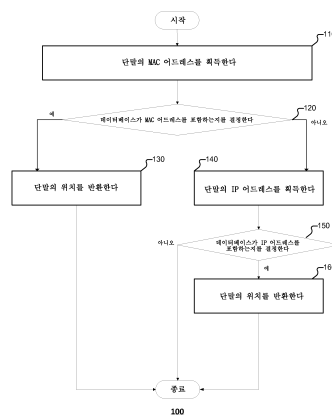 시작
110
단말의 MAC 어드레스를 획득한다
120
데이터베이스가 MAC 어드레스를 포함하는지를 결정한다
예
아니오
130
140
단말의 위치를 반환한다
단말의 IP 어드레스를 획득한다
150
아니오
데이터베이스가 IP 어드레스를
포함하는지를 결정한다
예
160
단말의 위치를 반환한다
종료
100